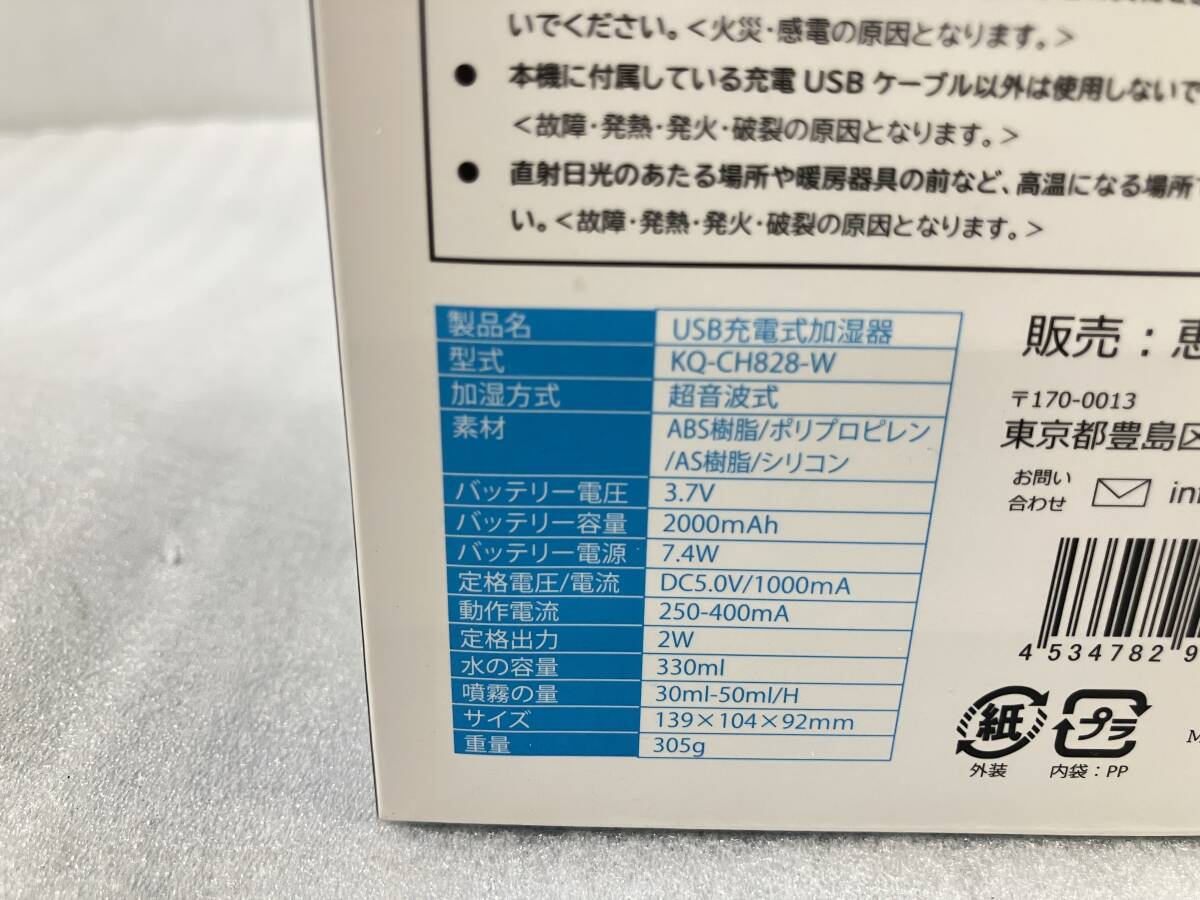 いでください。<火災・感電の原因となります。>
● 本機に付属している充電 USB ケーブル以外は使用しないで
<故障・発熱・発火・破裂の原因となります。>
● 直射日光のあたる場所や暖房器具の前など、高温になる場所
い。<故障・発熱・発火・破裂の原因となります。>
製品名 USB充電式加湿器
型式 KQ-CH828-W
加湿方式 超音波式
素材 ABS樹脂/ポリプロピレン
/AS樹脂/シリコン
バッテリー電圧 3.7V
バッテリー容量 2000mAh
バッテリー電源 7.4W
定格電圧/電流 DC5.0V/1000mA
動作電流 250-400mA
定格出力 2W
水の容量 330ml
噴霧の量 30ml-50ml/H
サイズ 139×104×92mm
重量 305g
販売：恵
〒170-0013
東京都豊島区
お問い
合わせ
4 534782 9
紙
外装
プラ
内袋：PP